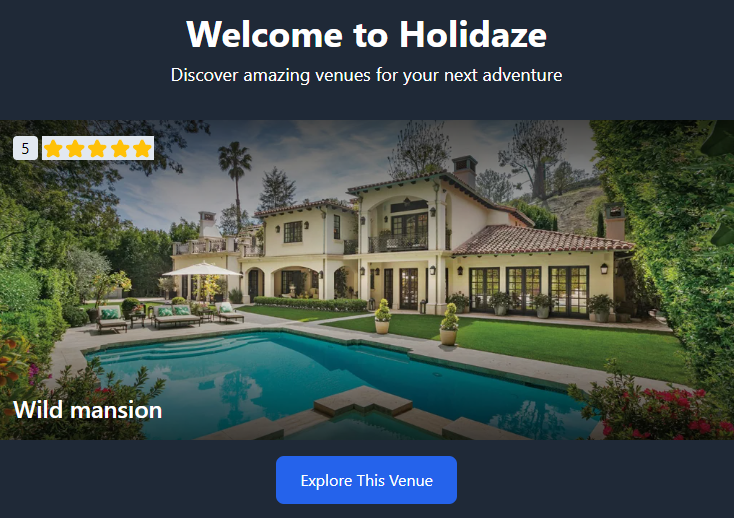 Welcome to Holidaze
Discover amazing venues for your next adventure
5
Wild mansion
Explore This Venue